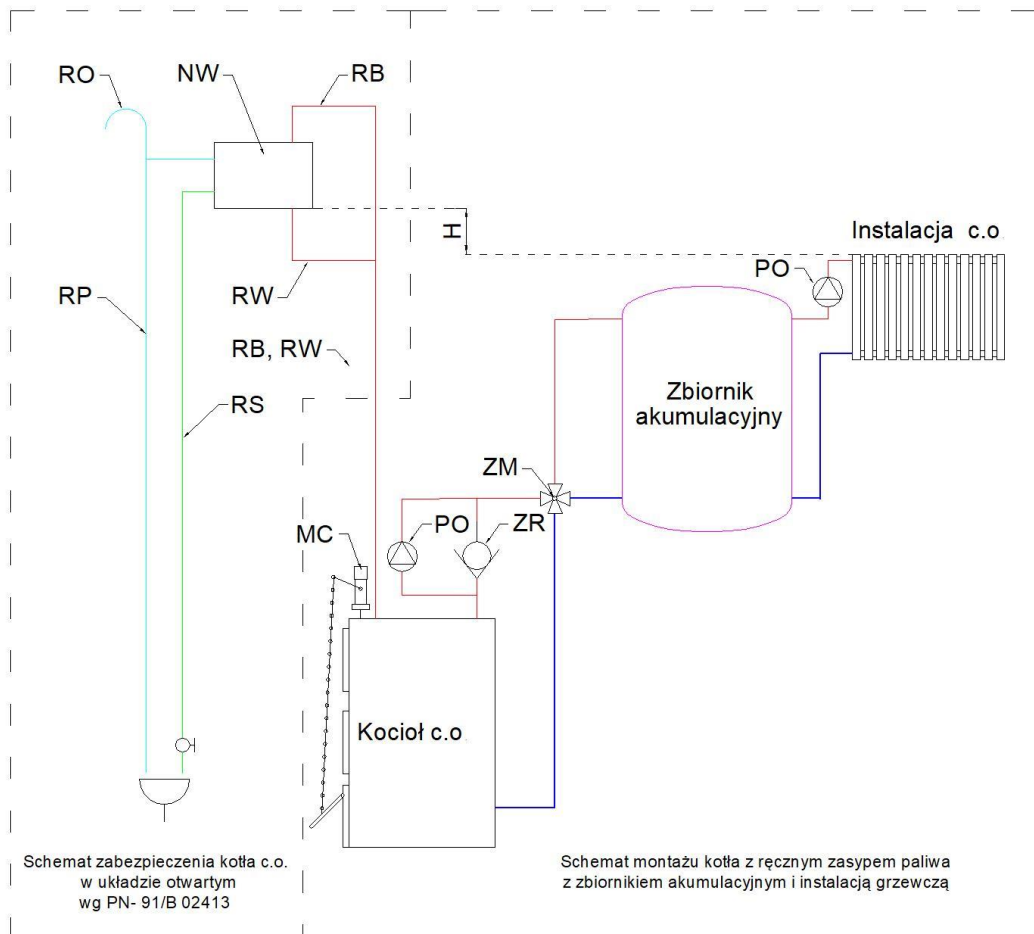 RO
NW
RB
H
Instalacja c.o
PO
RP
RW
RB, RW
Zbiornik
akumulacyjny
RS
ZM
PO
ZR
MC
Kocioł c.o
Schemat zabezpieczenia kotła c.o.
w układzie otwartym
wg PN- 91/B 02413
Schemat montażu kotła z ręcznym zasypem paliwa
z zbiornikiem akumulacyjnym i instalacją grzewczą